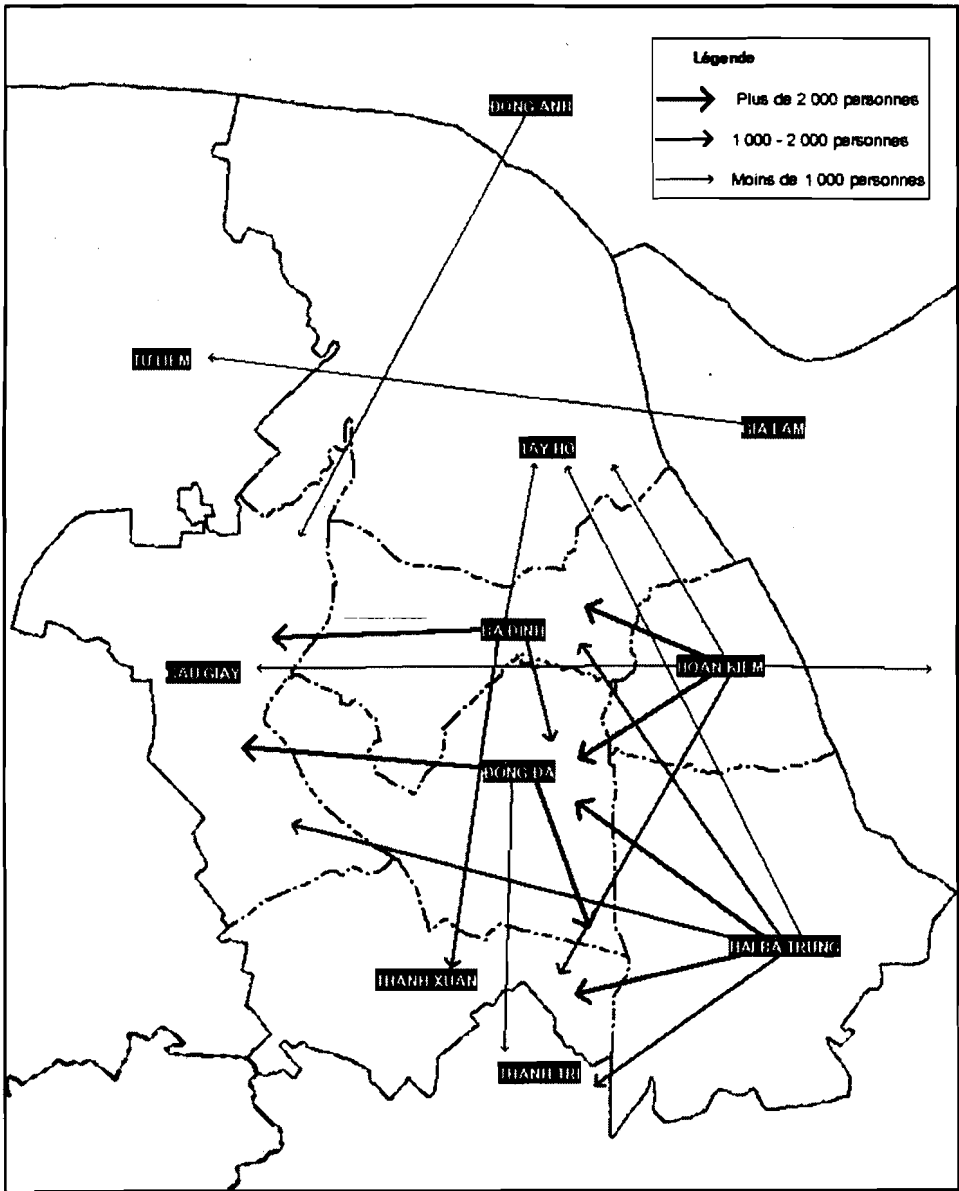 Légende
Plus de 2 000 personnes
1 000 - 2 000 personnes
Moins de 1 000 personnes
DONG ANH
TU LIEM
GIA LAM
TAY HO
BA DINH
CAU GIAY
HOAN KIEM
DONG DA
HAI BA TRUNG
THANH XUAN
THANH TRI